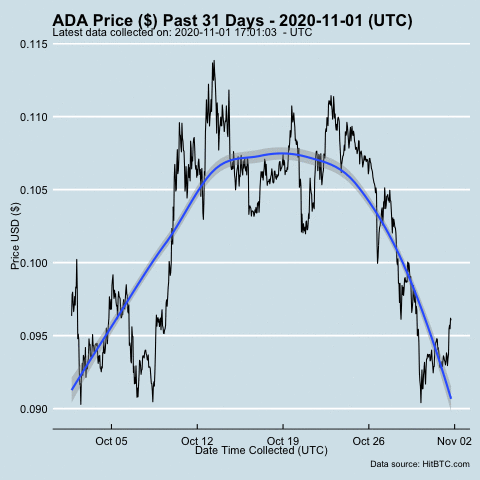 ADA Price ($) Past 31 Days - 2020-11-01 (UTC)
Latest data collected on: 2020-11-01 17:01:03  - UTC
0.115
0.110
0.105
0.100
0.095
0.090
Price USD ($)
Oct 05
Oct 12
Oct 19
Oct 26
Nov 02
Date Time Collected (UTC)
Data source: HitBTC.com